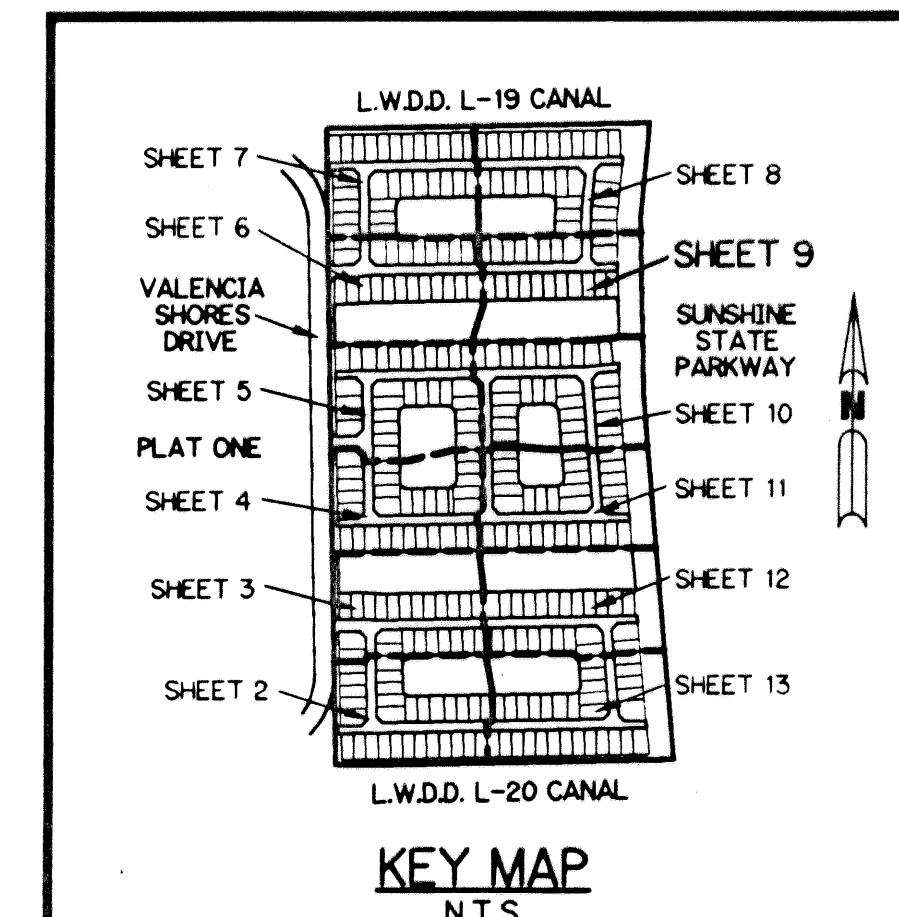 L.W.D.D. L-19 CANAL
SHEET 7
SHEET 8
SHEET 6
SHEET 9
VALENCIA
SHORES
DRIVE
SUNSHINE
STATE
PARKWAY
SHEET 5
SHEET 10
PLAT ONE
N
SHEET 4
SHEET 11
SHEET 3
SHEET 12
SHEET 2
SHEET 13
L.W.D.D. L-20 CANAL
KEY MAP
N.T.S.